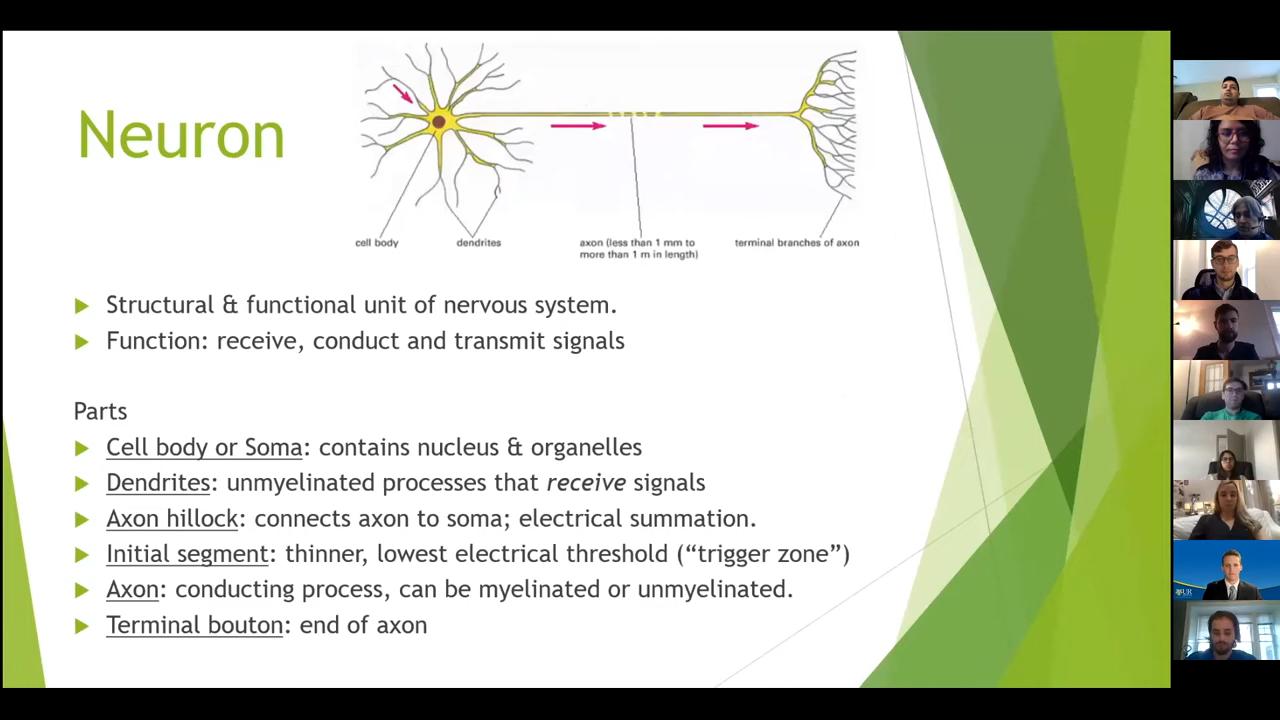 Neuron
cell body
dendrites
axon (less than 1 mm to
more than 1 m in length)
terminal branches of axon
Structural & functional unit of nervous system.
Function: receive, conduct and transmit signals
Parts
Cell body or Soma: contains nucleus & organelles
Dendrites: unmyelinated processes that receive signals
Axon hillock: connects axon to soma; electrical summation.
Initial segment: thinner, lowest electrical threshold (“trigger zone”)
Axon: conducting process, can be myelinated or unmyelinated.
Terminal bouton: end of axon